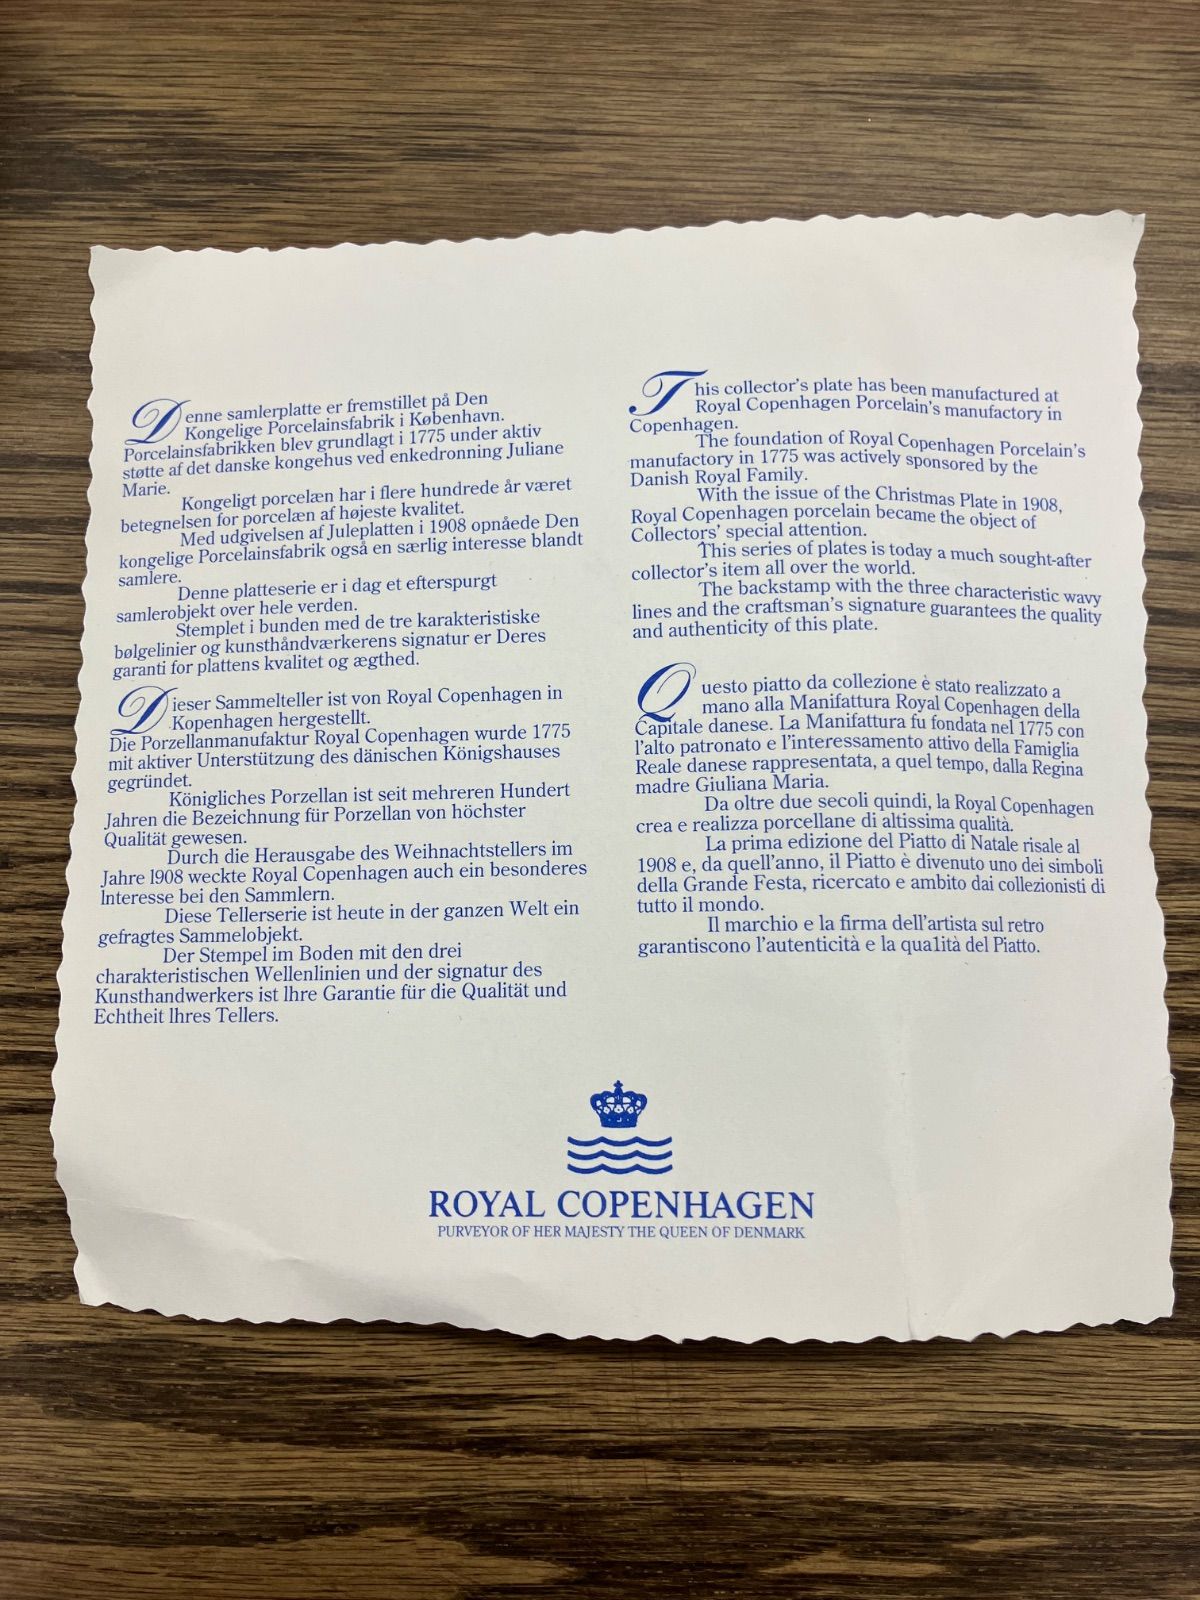 Denne samlerplatte er fremstillet på Den
Kongelige Porcelainsfabrik i København.
Porcelainsfabrikken blev grundlagt i 1775 under aktiv
støtte af det danske kongehus ved enkedronning Juliane
Marie.
Kongeligt porcelæn har i flere hundrede år været
betegnelsen for porcelæn af højeste kvalitet.
Med udgivelsen af Juleplatten i 1908 opnåede Den
kongelige Porcelainsfabrik også en særlig interesse blandt
samlere.
Denne platteserie er i dag et efterspurgt
samlerobjekt over hele verden.
Stemplet i bunden med de tre karakteristiske
bølgelinier og kunsthåndværkerens signatur er Deres
garanti for plattens kvalitet og ægthed.
Dieser Sammelteller ist von Royal Copenhagen in
Kopenhagen hergestellt.
Die Porzellanmanufaktur Royal Copenhagen wurde 1775
mit aktiver Unterstützung des dänischen Königshauses
gegründet.
Königliches Porzellan ist seit mehreren Hundert
Jahren die Bezeichnung für Porzellan von höchster
Qualität gewesen.
Durch die Herausgabe des Weihnachtstellers im
Jahre 1908 weckte Royal Copenhagen auch ein besonderes
Interesse bei den Sammlern.
Diese Tellerserie ist heute in der ganzen Welt ein
gefragtes Sammelobjekt.
Der Stempel im Boden mit den drei
charakteristischen Wellenlinien und der signatur des
Kunsthandwerkers ist Ihre Garantie für die Qualität und
Echtheit Ihres Tellers.
This collector's plate has been manufactured at
Royal Copenhagen Porcelain's manufactory in
Copenhagen.
The foundation of Royal Copenhagen Porcelain's
manufactory in 1775 was actively sponsored by the
Danish Royal Family.
With the issue of the Christmas Plate in 1908,
Royal Copenhagen porcelain became the object of
Collectors' special attention.
This series of plates is today a much sought-after
collector's item all over the world.
The backstamp with the three characteristic wavy
lines and the craftsman's signature guarantees the quality
and authenticity of this plate.
Questo piatto da collezione è stato realizzato a
mano alla Manifattura Royal Copenhagen della
Capitale danese. La Manifattura fu fondata nel 1775 con
l'alto patronato e l'interessamento attivo della Famiglia
Reale danese rappresentata, a quel tempo, dalla Regina
madre Giuliana Maria.
Da oltre due secoli quindi, la Royal Copenhagen
crea e realizza porcellane di altissima qualità.
La prima edizione del Piatto di Natale risale al
1908 e, da quell'anno, il Piatto è divenuto uno dei simboli
della Grande Festa, ricercato e ambito dai collezionisti di
tutto il mondo.
Il marchio e la firma dell'artista sul retro
garantiscono l'autenticità e la qualità del Piatto.
ROYAL COPENHAGEN
PURVEYOR OF HER MAJESTY THE QUEEN OF DENMARK